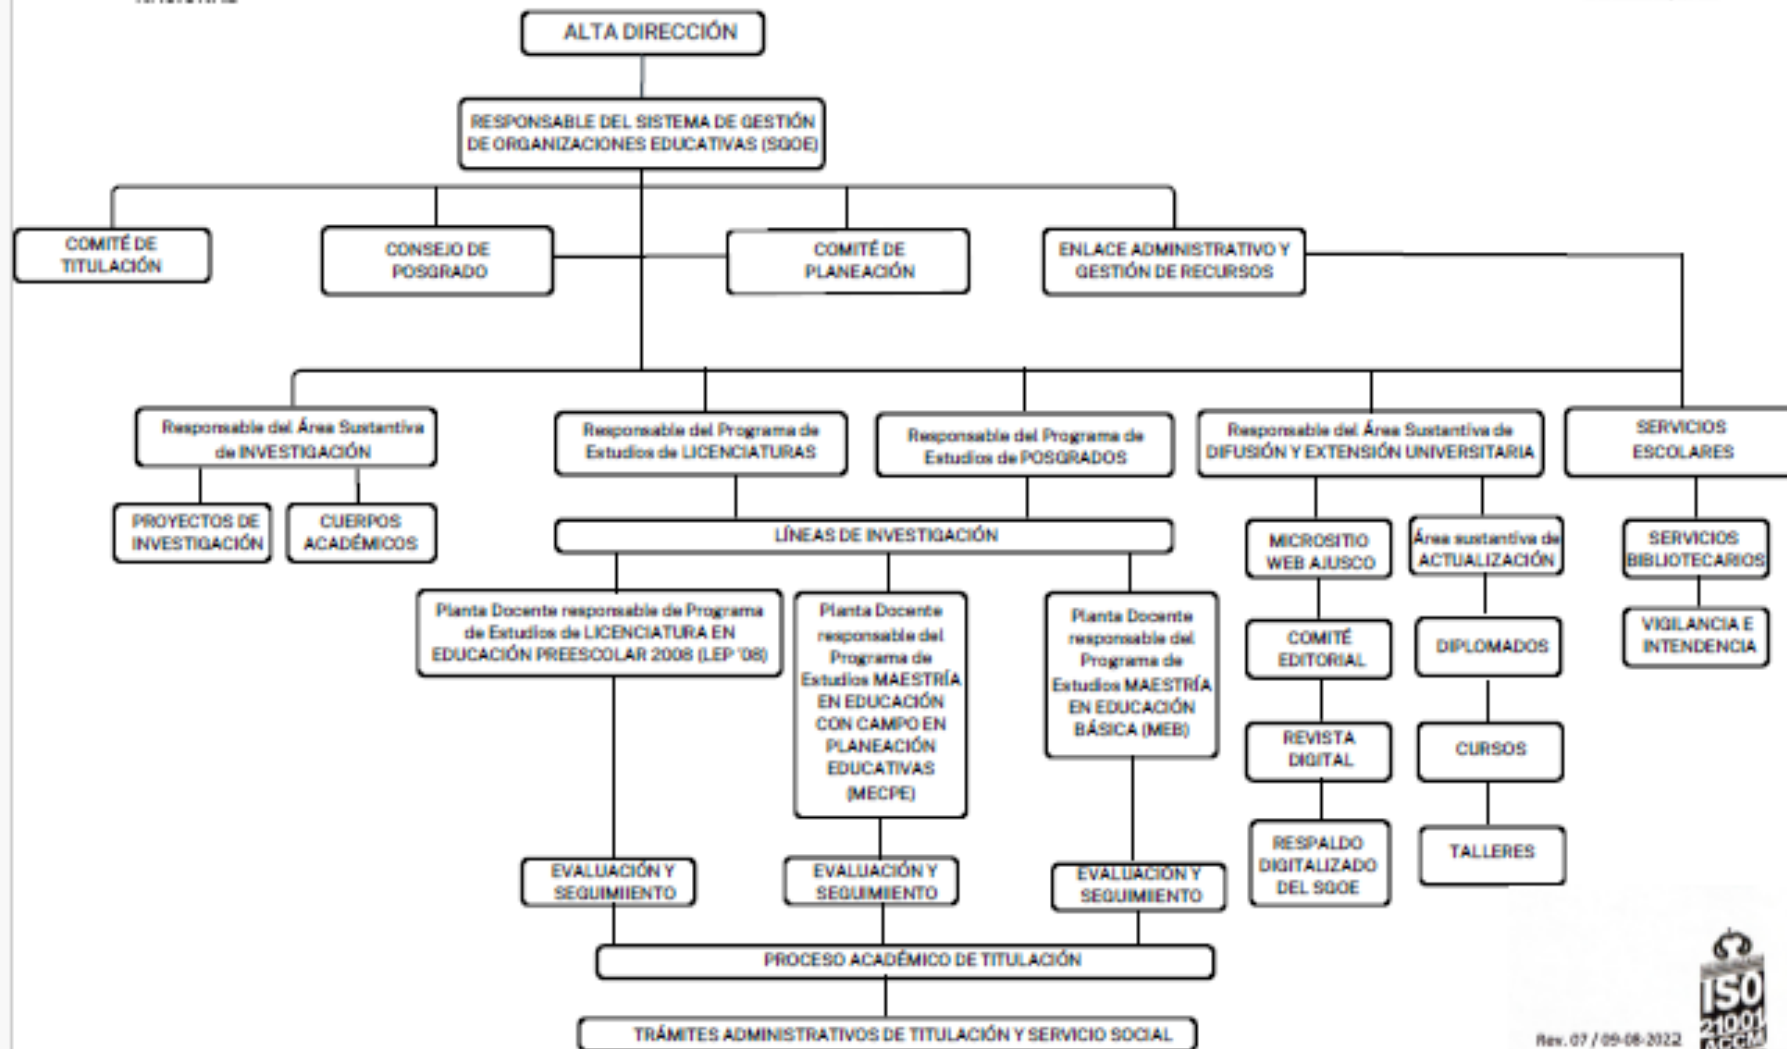 ALTA DIRECCIÓN
RESPONSABLE DEL SISTEMA DE GESTIÓN
DE ORGANIZACIONES EDUCATIVAS (SGOE)
COMITÉ DE
TITULACIÓN
CONSEJO DE
POSGRADO
COMITÉ DE
PLANEACIÓN
ENLACE ADMINISTRATIVO Y
GESTIÓN DE RECURSOS
Responsable del Área Sustantiva
de INVESTIGACIÓN
Responsable del Programa de
Estudios de LICENCIATURAS
Responsable del Programa de
Estudios de POSGRADOS
Responsable del Área Sustantiva de
DIFUSIÓN Y EXTENSIÓN UNIVERSITARIA
SERVICIOS
ESCOLARES
PROYECTOS DE
INVESTIGACIÓN
CUERPOS
ACADÉMICOS
LÍNEAS DE INVESTIGACIÓN
MICROSITIO
WEB AJUSCO
Área sustantiva de
ACTUALIZACIÓN
SERVICIOS
BIBLIOTECARIOS
Planta Docente responsable de Programa
de Estudios de LICENCIATURA EN
EDUCACIÓN PREESCOLAR 2008 (LEP '08)
Planta Docente
responsable del
Programa de
Estudios MAESTRÍA
EN EDUCACIÓN
CON CAMPO EN
PLANEACIÓN
EDUCATIVAS
(MECPE)
Planta Docente
responsable del
Programa de
Estudios MAESTRÍA
EN EDUCACIÓN
BÁSICA (MEB)
COMITÉ
EDITORIAL
DIPLOMADOS
VIGILANCIA E
INTENDENCIA
REVISTA
DIGITAL
CURSOS
RESPALDO
DIGITALIZADO
DEL SGOE
TALLERES
EVALUACIÓN Y
SEGUIMIIENTO
EVALUACIÓN Y
SEGUIMIENTO
EVALUACIÓN Y
SEGUIMIENTO
PROCESO ACADÉMICO DE TITULACIÓN
TRÁMITES ADMINISTRATIVOS DE TITULACIÓN Y SERVICIO SOCIAL
Rev. 07 / 09-08-2022
ISO
21001